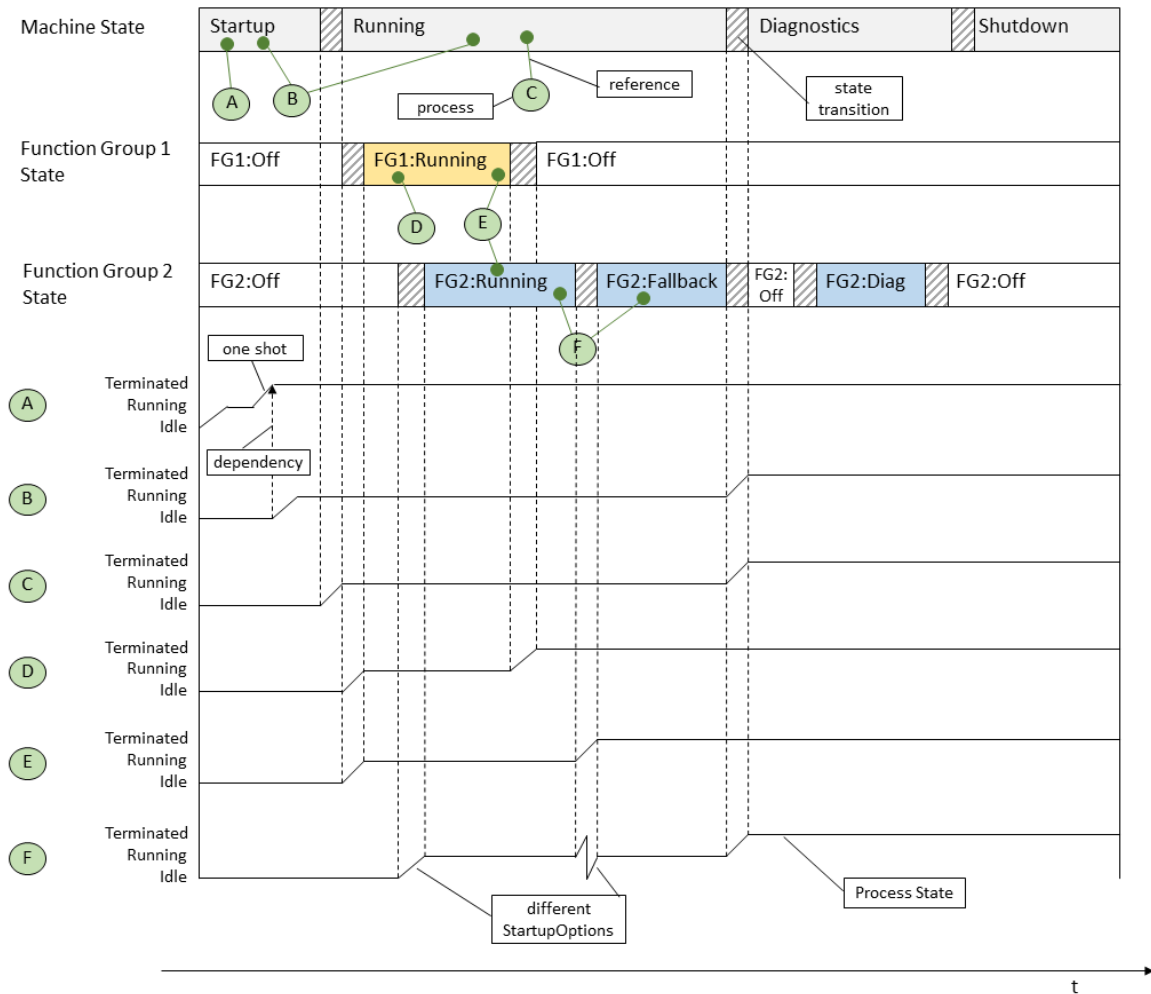 Machine State
Startup
Running
Diagnostics
Shutdown
A
B
C
process
reference
state
transition
Function Group 1
State
FG1:Off
FG1:Running
FG1:Off
D
E
Function Group 2
State
FG2:Off
FG2:Running
FG2:Fallback
FG2:
Off
FG2:Diag
FG2:Off
F
one shot
A
Terminated
Running
Idle
dependency
B
Terminated
Running
Idle
C
Terminated
Running
Idle
D
Terminated
Running
Idle
E
Terminated
Running
Idle
F
Terminated
Running
Idle
different
StartupOptions
Process State
t